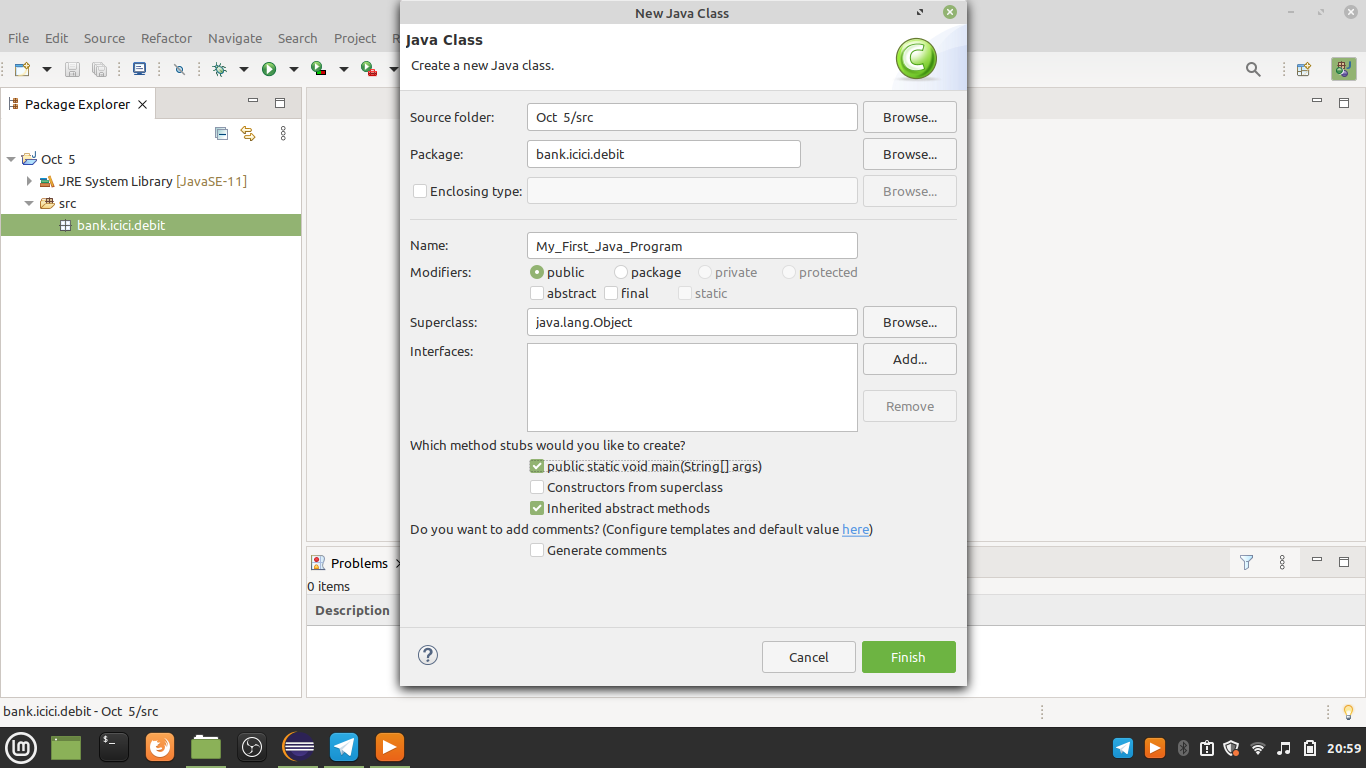 New Java Class
File Edit Source Refactor Navigate Search Project
Java Class
Create a new Java class.
Package Explorer
Source folder: Oct 5/src Browse...
Package: bank.icici.debit Browse...
Oct 5
JRE System Library [JavaSE-11]
src
bank.icici.debit
Enclosing type: Browse...
Name: My_First_Java_Program
Modifiers: public package private protected
abstract final static
Superclass: java.lang.Object Browse...
Interfaces: Add...
Remove
Which method stubs would you like to create?
public static void main(String[] args)
Constructors from superclass
Inherited abstract methods
Do you want to add comments? (Configure templates and default value here)
Generate comments
Problems
0 items
Description
? Cancel Finish
bank.icici.debit - Oct 5/src
20:59